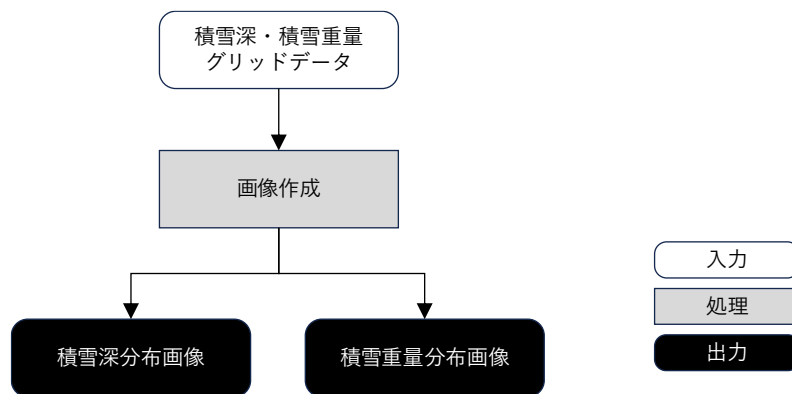 積雪深・積雪重量
グリッドデータ
画像作成
積雪深分布画像
積雪重量分布画像
入力
処理
出力